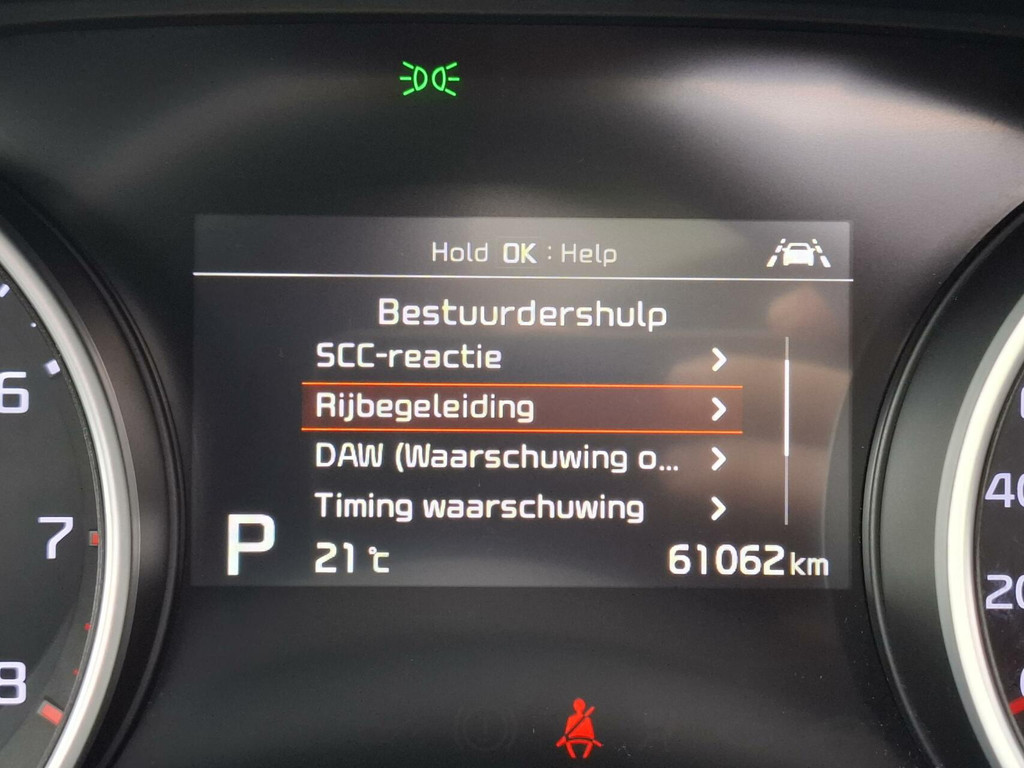 Hold OK : Help
Bestuurdershulp
SCC-reactie
Rijbegeleiding
DAW (Waarschuwing o...
Timing waarschuwing
P
21 °c
61062 km
6
7
8
40
20